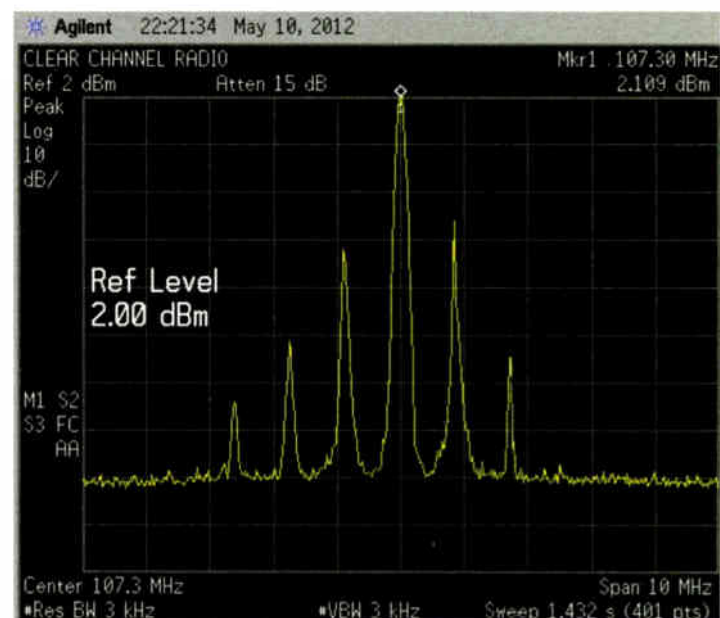 Agilent 22:21:34 May 10, 2012
CLEAR CHANNEL RADIO
Mkr1 107.30 MHz
Ref 2 dBm Atten 15 dB 2.109 dBm
Peak
Log
10
dB/
Ref Level
2.00 dBm
M1 S2
S3 FC
AA
Center 107.3 MHz Span 10 MHz
#Res BW 3 kHz #VBW 3 kHz Sweep 1.432 s (401 pts)